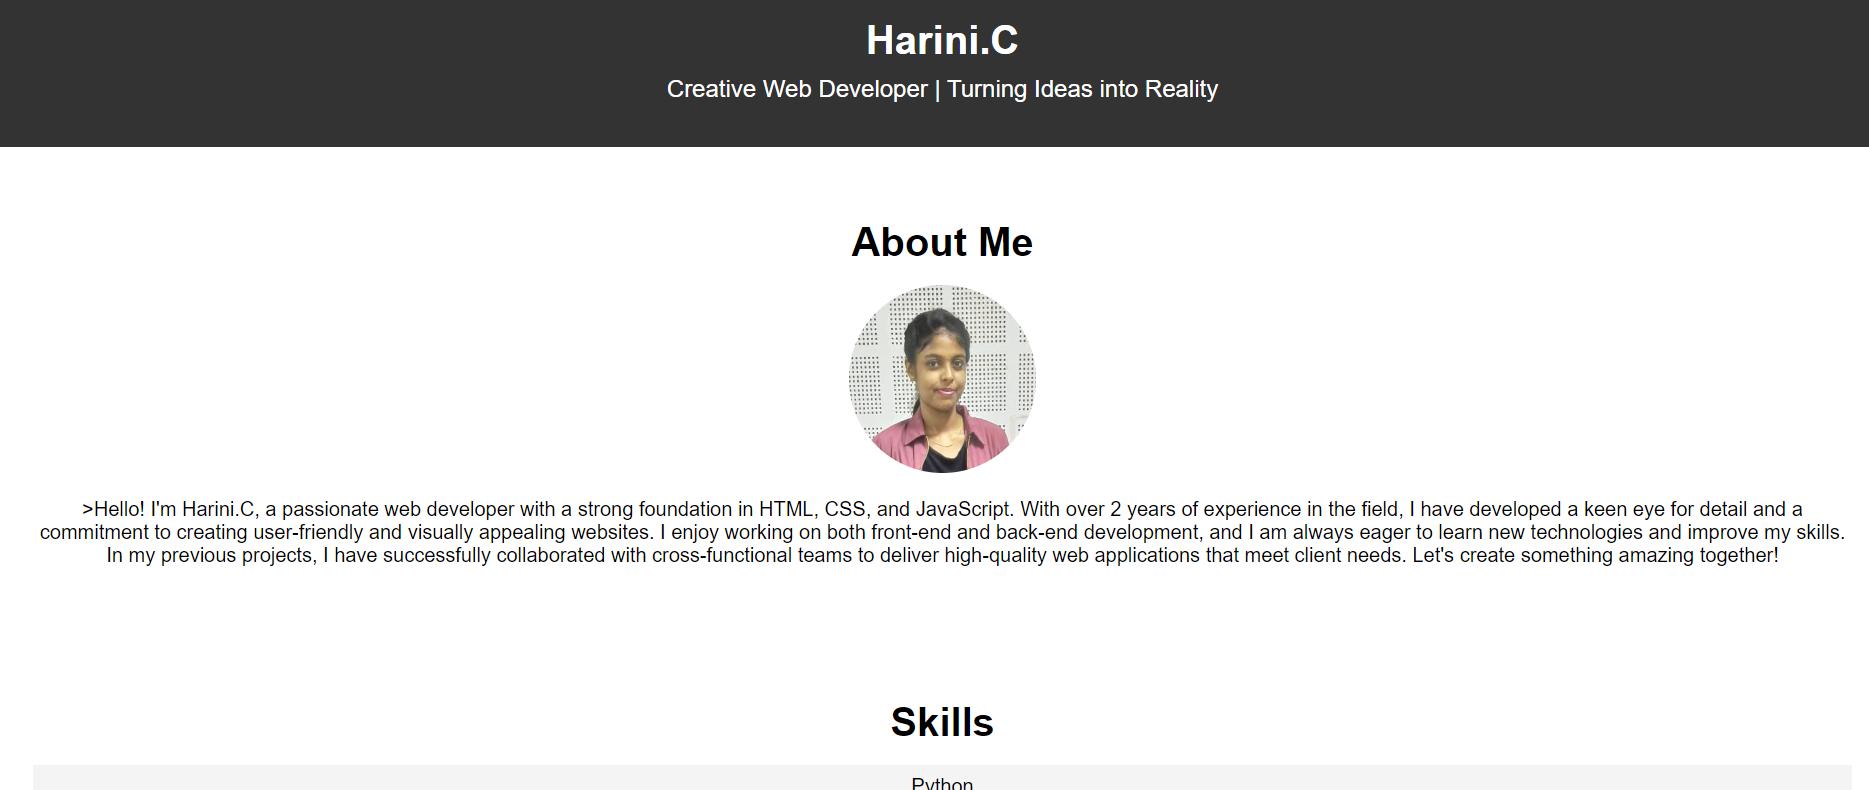 Harini.C
Creative Web Developer | Turning Ideas into Reality
About Me
>Hello! I'm Harini.C, a passionate web developer with a strong foundation in HTML, CSS, and JavaScript. With over 2 years of experience in the field, I have developed a keen eye for detail and a
commitment to creating user-friendly and visually appealing websites. I enjoy working on both front-end and back-end development, and I am always eager to learn new technologies and improve my skills.
In my previous projects, I have successfully collaborated with cross-functional teams to deliver high-quality web applications that meet client needs. Let's create something amazing together!
Skills
Python